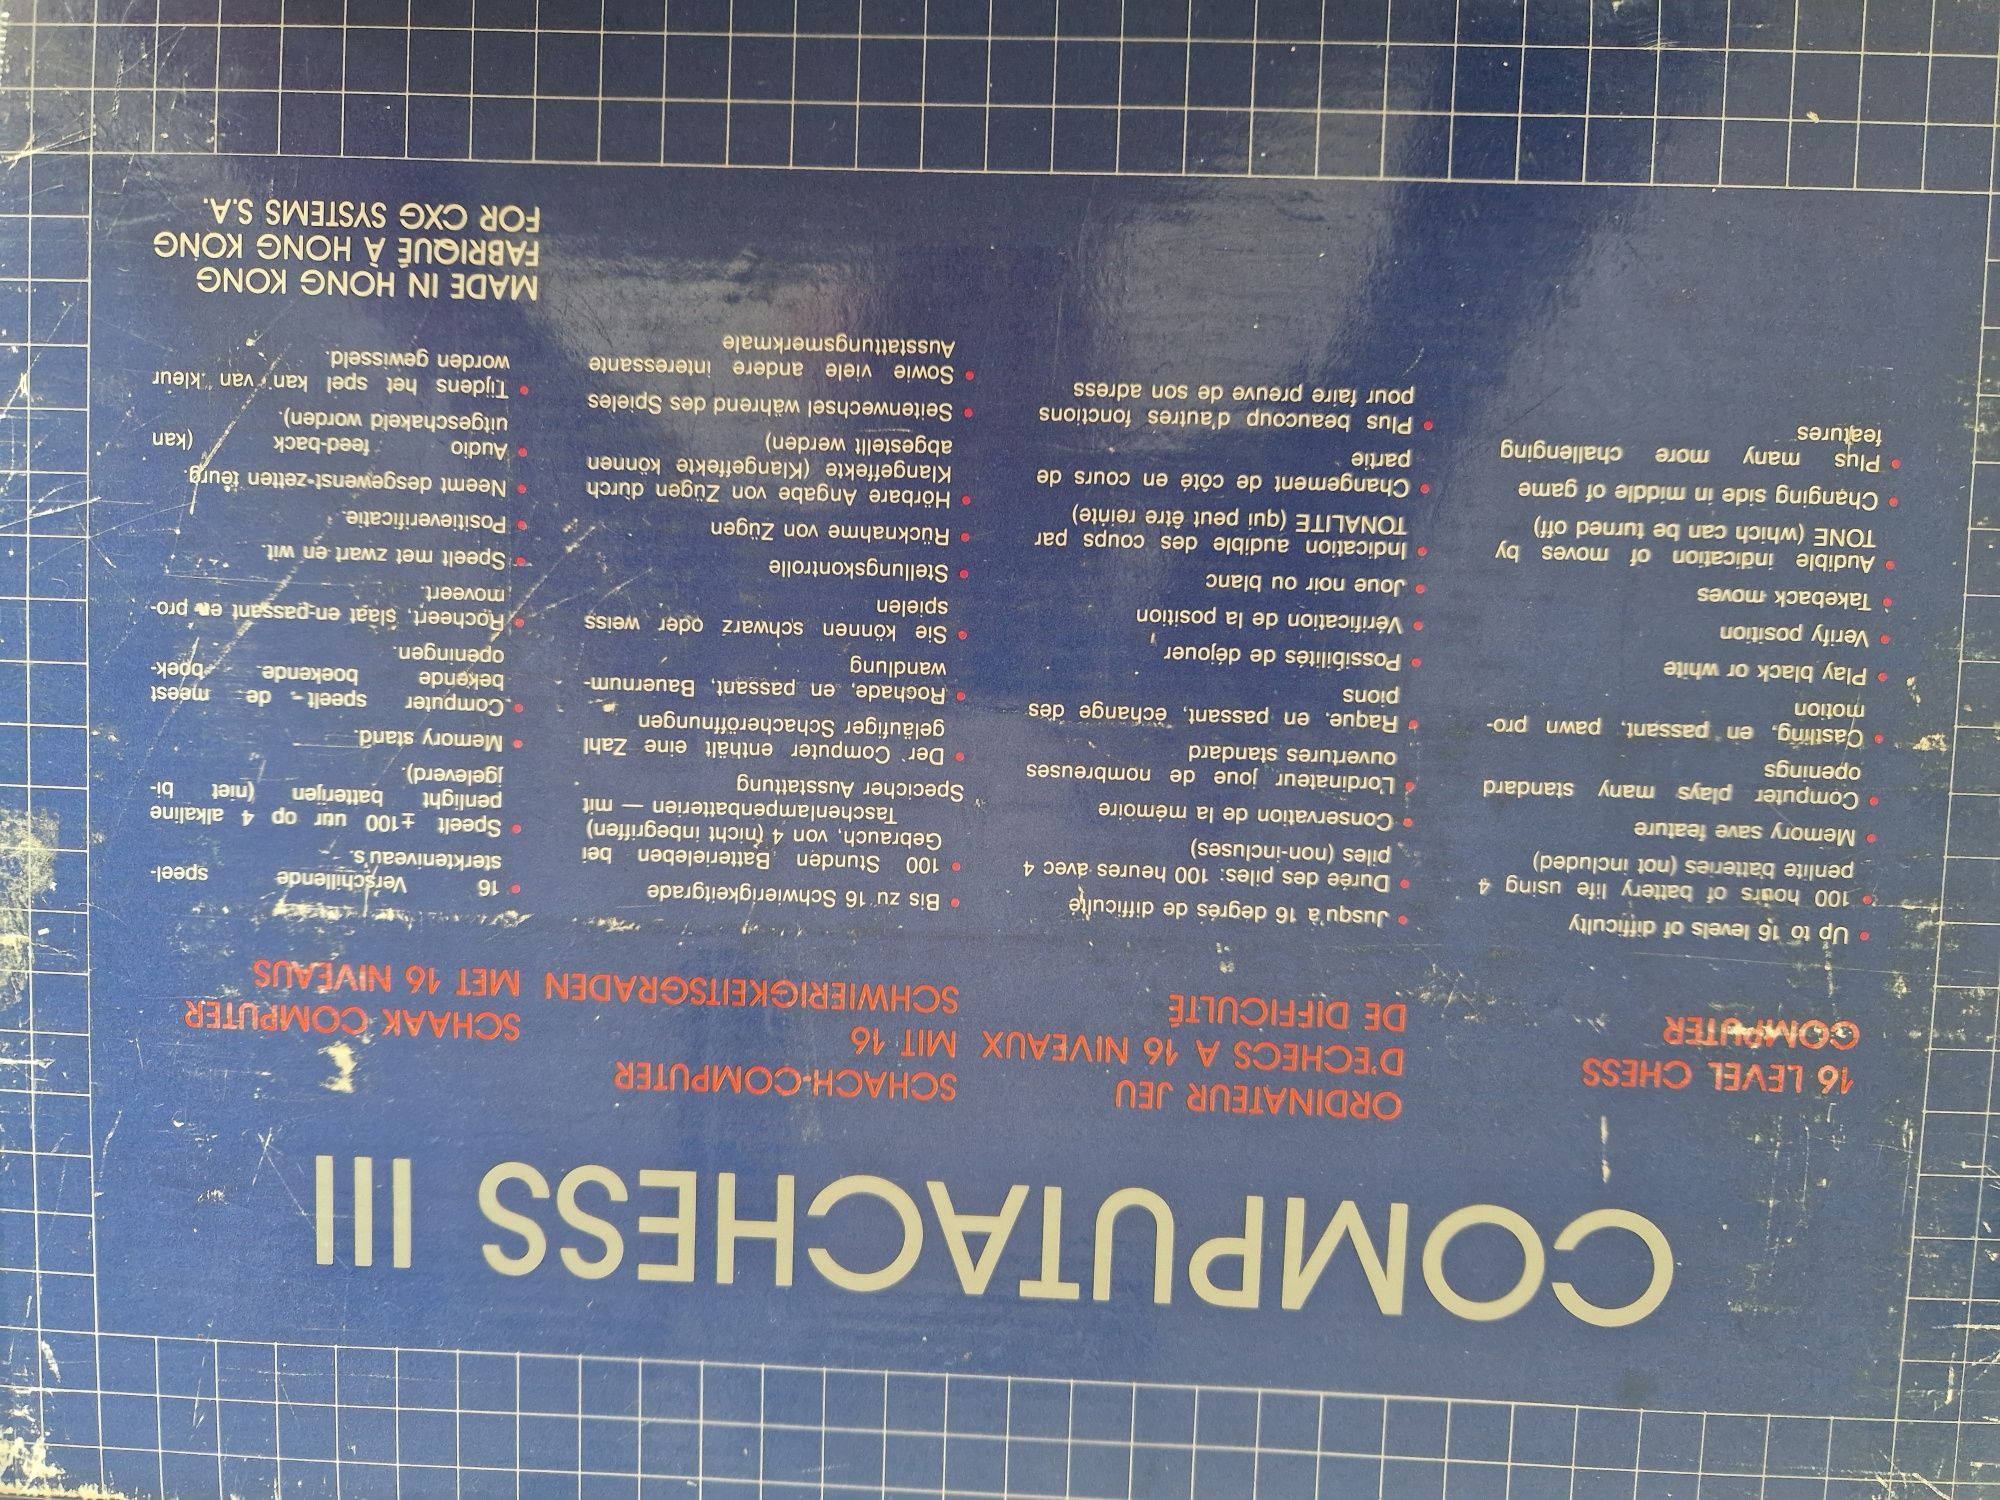 COMPUTACHESS III
16 LEVEL CHESS
COMPUTER
• Up to 16 levels of difficulty
• 100 hours of battery life using 4
penlite batteries (not included)
• Memory save feature
• Computer plays many standard
openings
• Castling, en passant, pawn pro-
motion
• Play black or white
• Verify position
• Takeback moves
• Audible indication of moves by
TONE (which can be turned off)
• Changing side in middle of game
• Plus many more challenging
features
ORDINATEUR JEU
D'ECHECS A 16 NIVEAUX
DE DIFFICULTÉ
• Jusqu'à 16 degrés de difficulté
• Durée des piles: 100 heures avec 4
piles (non-incluses)
• Conservation de la mémoire
• L'ordinateur joue de nombreuses
ouvertures standard
• Raque, en passant, échange des
pions
• Possibilités de déjouer
• Vérification de la position
• Joue noir ou blanc
• Indication audible des coups par
TONALITE (qui peut être reinte)
• Changement de côté en cours de
partie
• Plus beaucoup d'autres fonctions
pour faire preuve de son adress
SCHACH-COMPUTER
MIT 16
SCHWIERIGKEITSGRADEN
• Bis zu 16 Schwierigkeitgrade
• 100 Stunden Batterieleben bei
Gebrauch, von 4 (nicht inbegriffen)
Taschenlampenbatterien — mit
Specicher Ausstattung
• Der Computer enthält eine Zahl
geläufiger Schacheröffnungen
• Rochade, en passant, Bauernum-
wandlung
• Sie können schwarz oder weiss
spielen
• Stellungskontrolle
• Rücknahme von Zügen
• Hörbare Angabe von Zügen durch
Klangeffekte (Klangeffekte können
abgestellt werden)
• Seitenwechsel während des Spieles
• Sowie viele andere interessante
Ausstattungsmerkmale
SCHAAK COMPUTER
MET 16 NIVEAUS
• 16 Verschillende speel-
sterkteniveau's.
• Speelt ±100 uur op 4 alkaline
penlight batterijen (niet bi-
jgeleverd).
• Memory stand.
• Computer speelt de meest
bekende boekende boek-
openingen.
• Rocheert, slaat en-passant en pro-
moveert.
• Speelt met zwart en wit.
• Positieverificatie.
• Neemt desgewenst zetten terug.
• Audio feed-back (kan
uitgeschakeld worden).
• Tijdens het spel kan van kleur
worden gewisseld.
MADE IN HONG KONG
FABRIQUÉ À HONG KONG
FOR CXG SYSTEMS S.A.